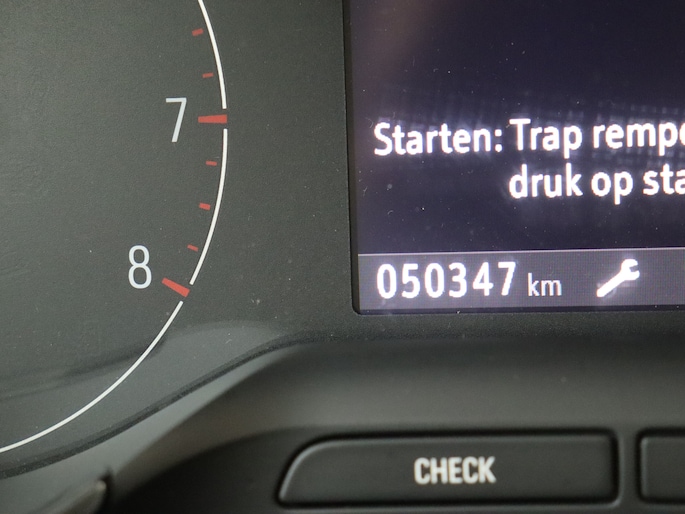 7
Starten: Trap rempe
druk op sta
8
050347 km
CHECK